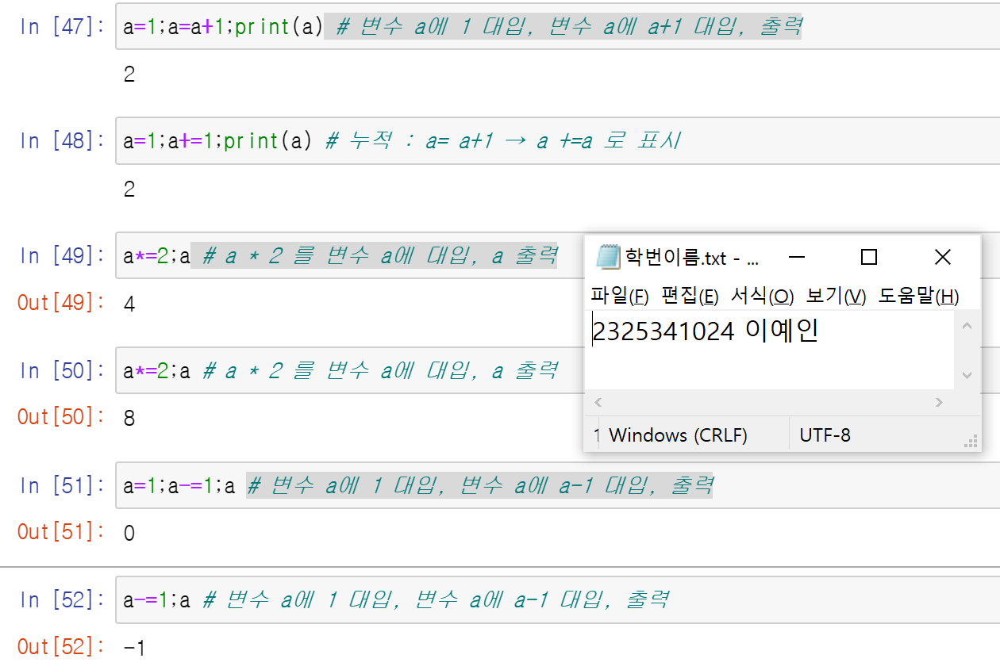 In [47]: a=1;a=a+1;print(a) # 변수 a에 1 대입, 변수 a에 a+1 대입, 출력
2
In [48]: a=1;a+=1;print(a) # 누적 : a= a+1 → a +=a 로 표시
2
In [49]: a*=2;a # a * 2 를 변수 a에 대입, a 출력
Out[49]: 4
In [50]: a*=2;a # a * 2 를 변수 a에 대입, a 출력
Out[50]: 8
In [51]: a=1;a-=1;a # 변수 a에 1 대입, 변수 a에 a-1 대입, 출력
Out[51]: 0
In [52]: a-=1;a # 변수 a에 1 대입, 변수 a에 a-1 대입, 출력
Out[52]: -1
학번이름.txt - ...
파일(F) 편집(E) 서식(O) 보기(V) 도움말(H)
2325341024 이예인
1 Windows (CRLF) UTF-8